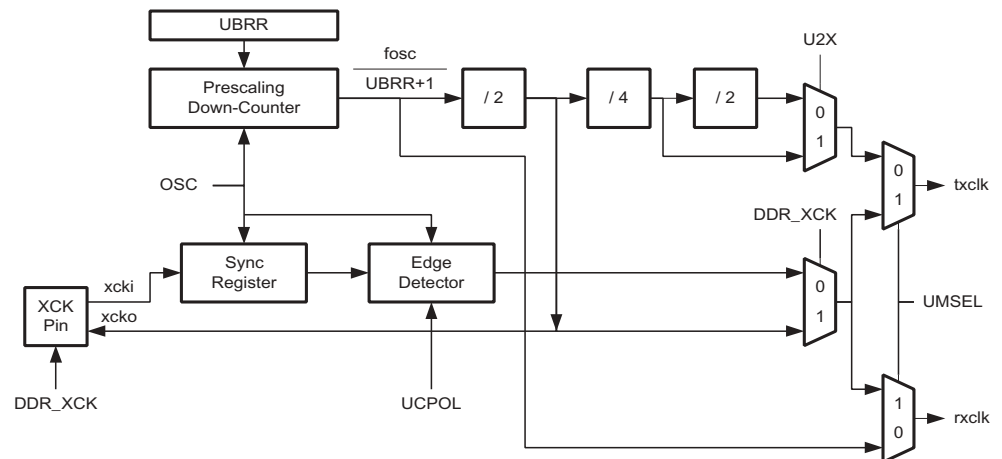 UBRR
fosc
U2X
Prescaling
Down-Counter
UBRR+1
/ 2
/ 4
/ 2
0
1
OSC
0
1
txclk
DDR_XCK
Sync
Register
Edge
Detector
xcki
0
1
UMSEL
XCK
Pin
xcko
DDR_XCK
UCPOL
1
0
rxclk